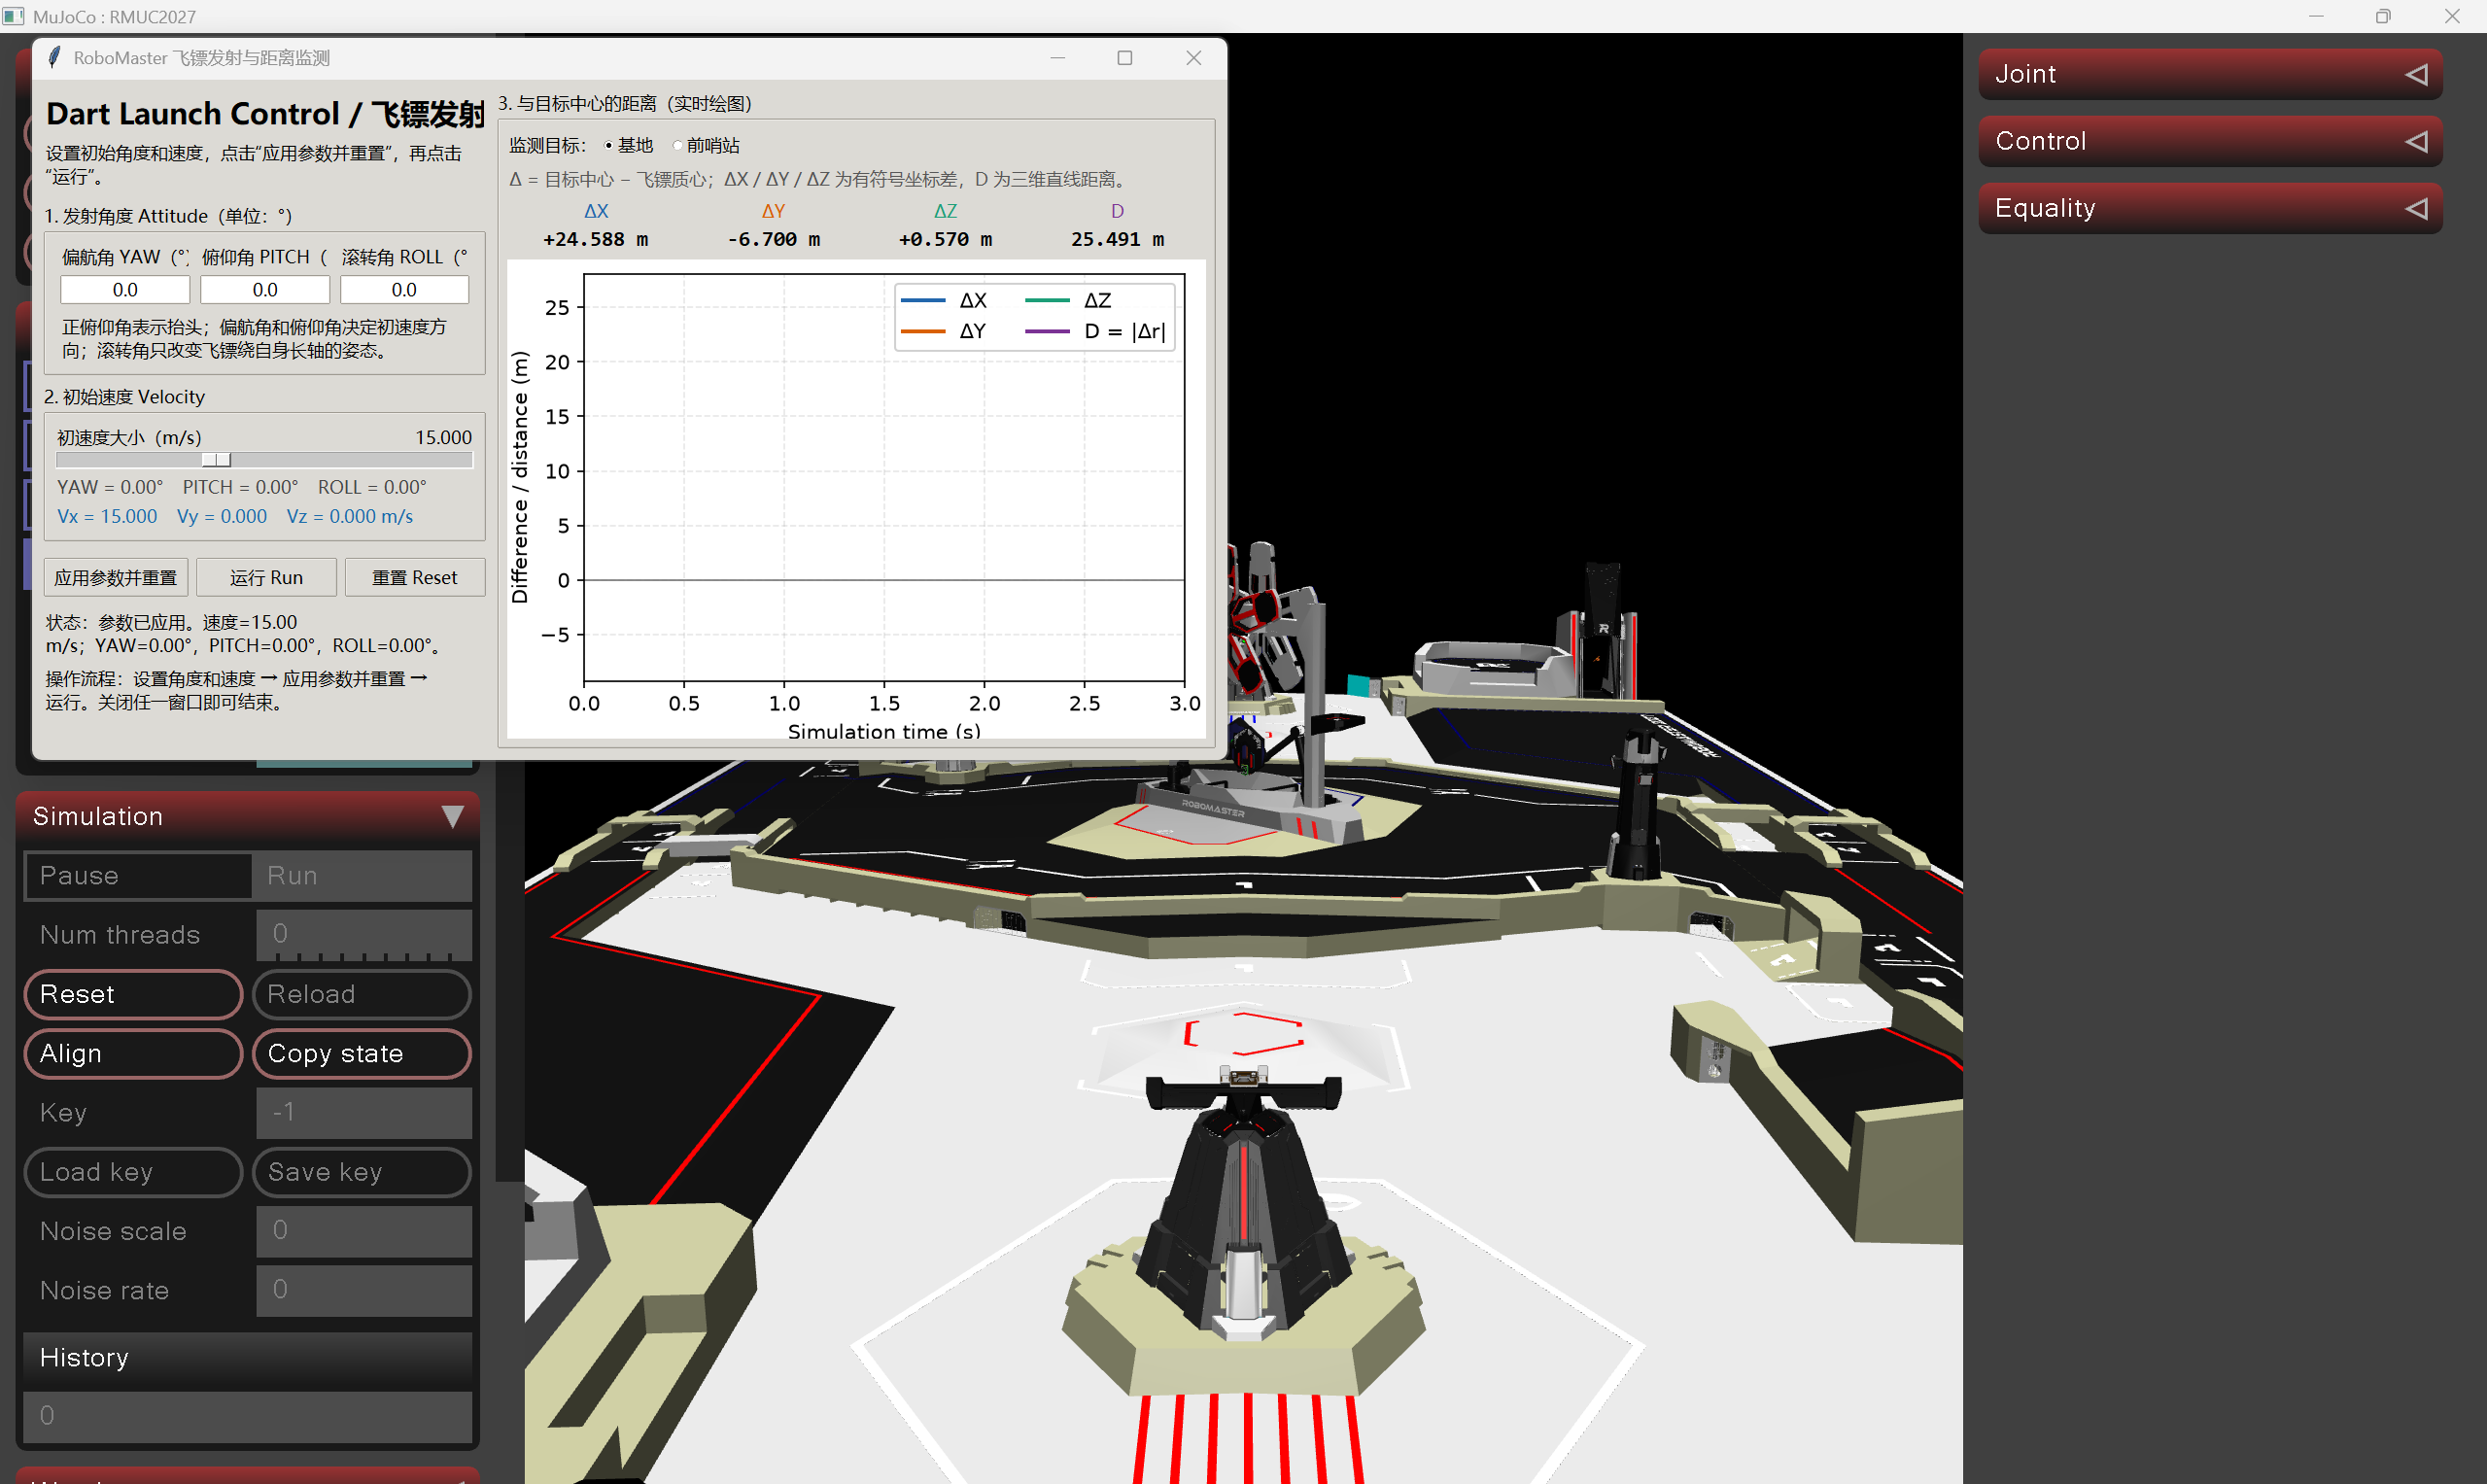 MuJoCo : RMUC2027
RoboMaster 飞镖发射与距离监测
Dart Launch Control / 飞镖发射
设置初始角度和速度，点击“应用参数并重置”，再点击
“运行”。
1. 发射角度 Attitude（单位：°）
偏航角 YAW（°） 俯仰角 PITCH（ 滚转角 ROLL（°
0.0 0.0 0.0
正俯仰角表示抬头；偏航角和俯仰角决定初速度方
向；滚转角只改变飞镖绕自身长轴的姿态。
2. 初始速度 Velocity
初速度大小（m/s） 15.000
YAW = 0.00° PITCH = 0.00° ROLL = 0.00°
Vx = 15.000 Vy = 0.000 Vz = 0.000 m/s
应用参数并重置 运行 Run 重置 Reset
状态：参数已应用。速度=15.00
m/s；YAW=0.00°，PITCH=0.00°，ROLL=0.00°。
操作流程：设置角度和速度 → 应用参数并重置 →
运行。关闭任一窗口即可结束。
3. 与目标中心的距离（实时绘图）
监测目标： 基地 前哨站
Δ = 目标中心 − 飞镖质心；ΔX / ΔY / ΔZ 为有符号坐标差，D 为三维直线距离。
ΔX ΔY ΔZ D
+24.588 m -6.700 m +0.570 m 25.491 m
Difference / distance (m)
25
20
15
10
5
0
−5
ΔX ΔZ
ΔY D = |Δr|
0.0 0.5 1.0 1.5 2.0 2.5 3.0
Simulation time (s)
Simulation
Pause Run
Num threads 0
Reset Reload
Align Copy state
Key -1
Load key Save key
Noise scale 0
Noise rate 0
History
0
Joint
Control
Equality
ROBOMASTER
R